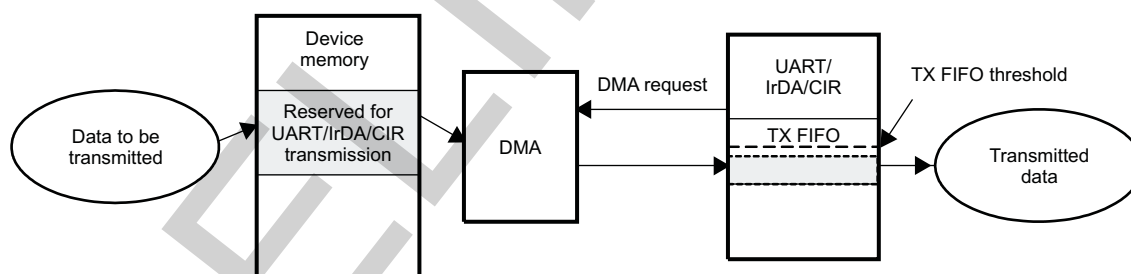 Data to be
transmitted
Device
memory
Reserved for
UART/IrDA/CIR
transmission
DMA
DMA request
UART/
IrDA/CIR
TX FIFO
TX FIFO threshold
Transmitted
data